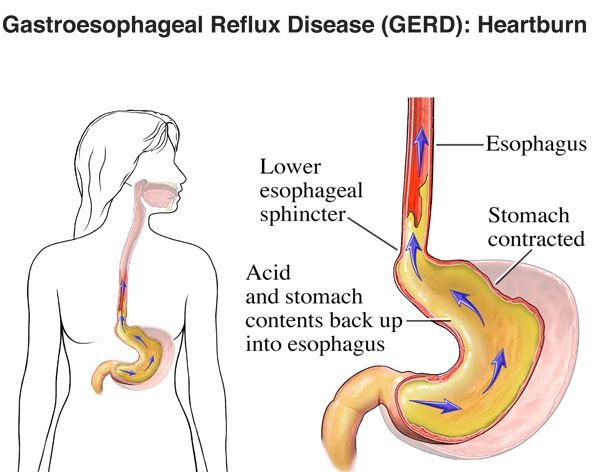 Gastroesophageal Reflux Disease (GERD): Heartburn
Esophagus
Lower
esophageal
sphincter
Stomach
contracted
Acid
and stomach
contents back up
into esophagus